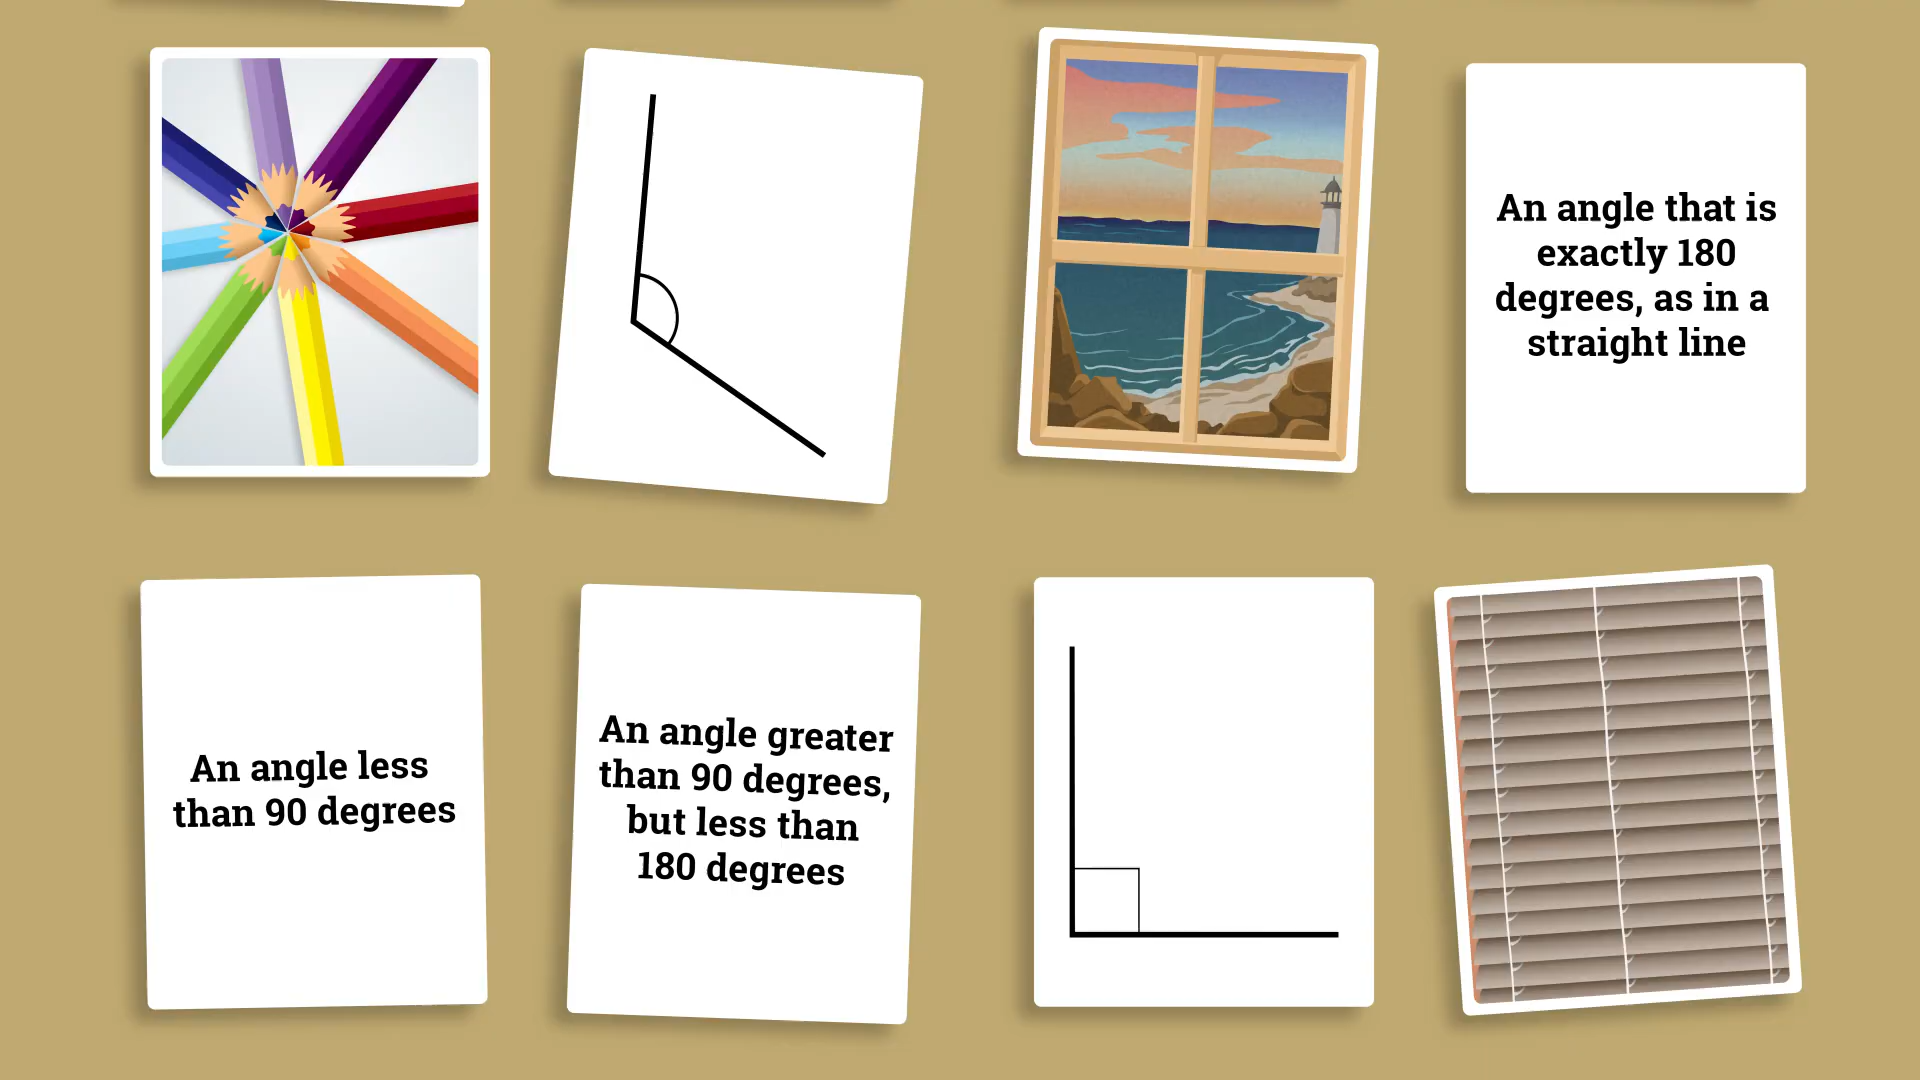 An angle that is
exactly 180
degrees, as in a
straight line
An angle less
than 90 degrees
An angle greater
than 90 degrees,
but less than
180 degrees